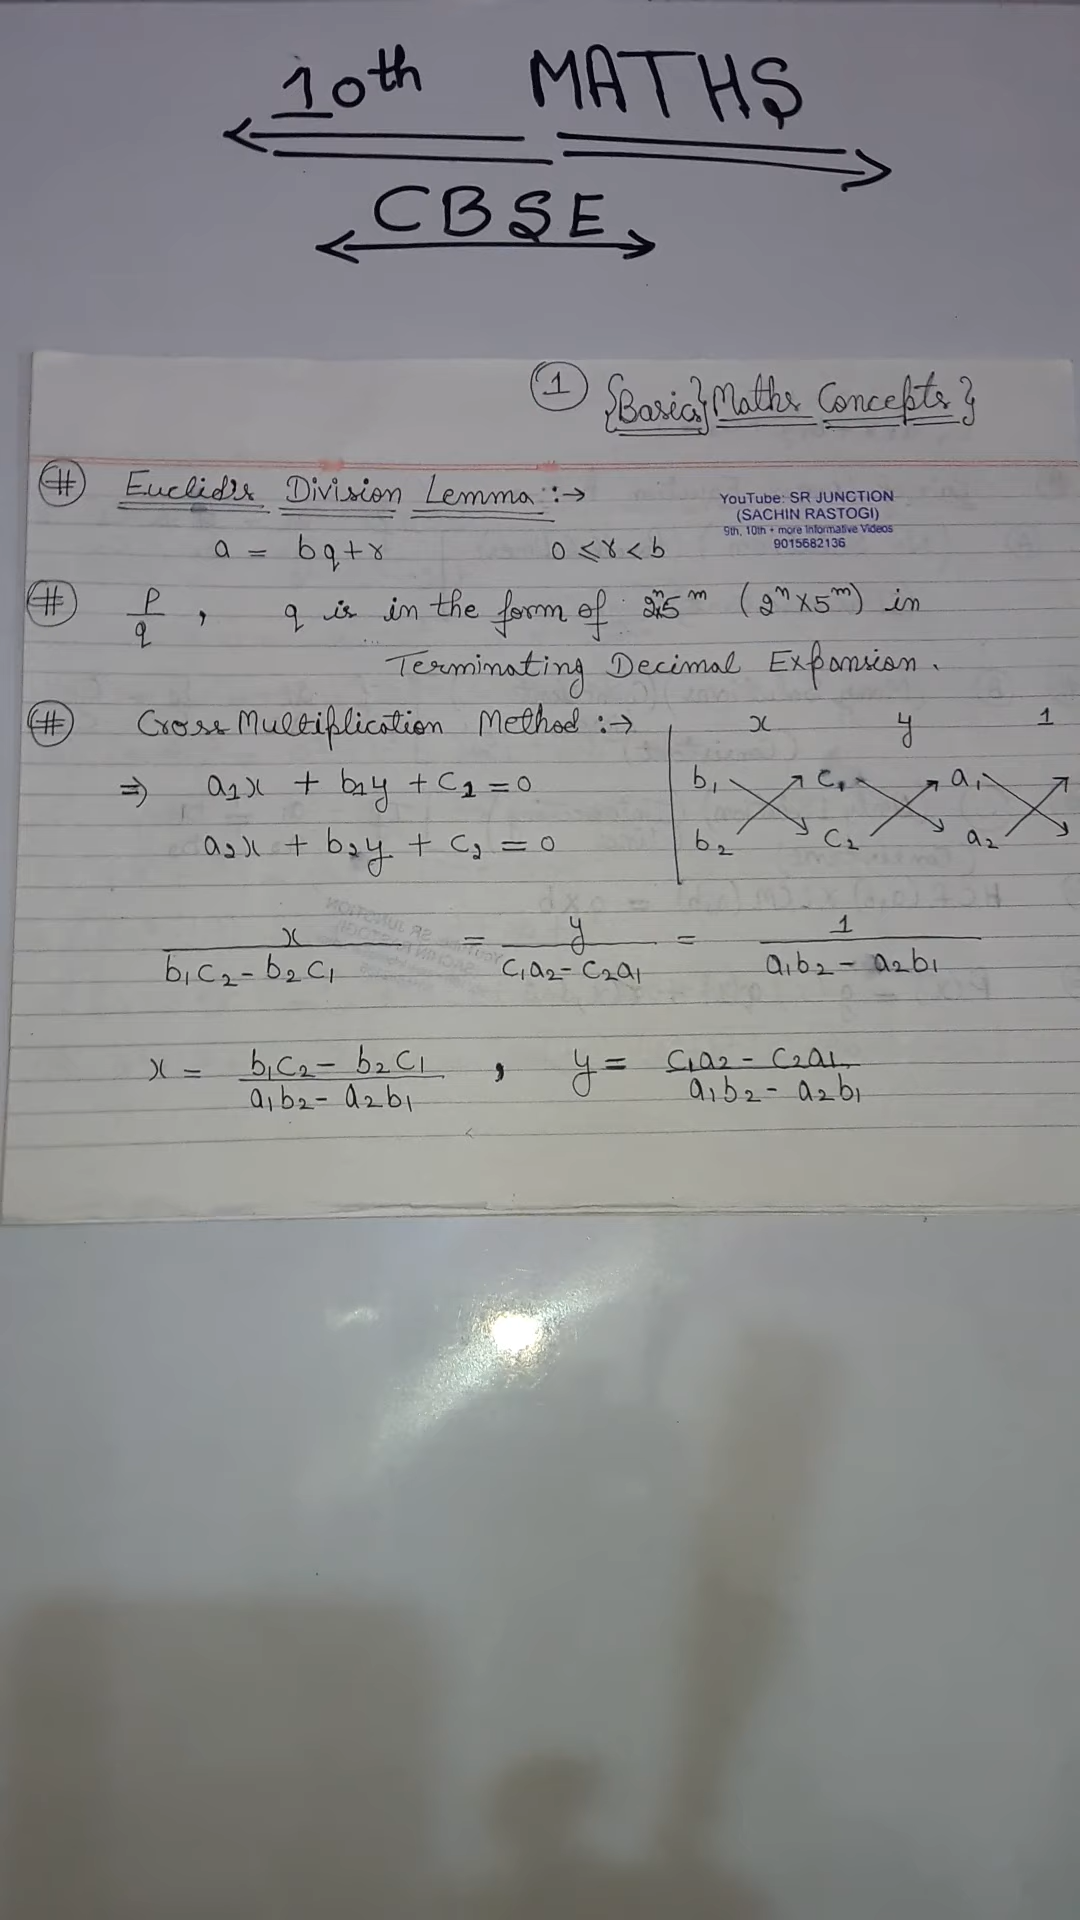 10th MATHS
CBSE
1 {Basics} Maths Concepts }
# Euclid's Division Lemma :→
YouTube: SR JUNCTION
(SACHIN RASTOGI)
9th, 10th + more Informative Videos
9015682136
a = bq+r 0 ≤ r < b
# p/q , q is in the form of 2ⁿ5ᵐ (2ⁿ×5ᵐ) in
Terminating Decimal Expansion.
# Cross Multiplication Method :→
x y 1
⇒ a₁x + b₁y + c₁ = 0
b₁ c₁ a₁
a₂x + b₂y + c₂ = 0
b₂ c₂ a₂
x/(b₁c₂ - b₂c₁) = y/(c₁a₂ - c₂a₁) = 1/(a₁b₂ - a₂b₁)
x = (b₁c₂ - b₂c₁)/(a₁b₂ - a₂b₁) , y = (c₁a₂ - c₂a₁)/(a₁b₂ - a₂b₁)